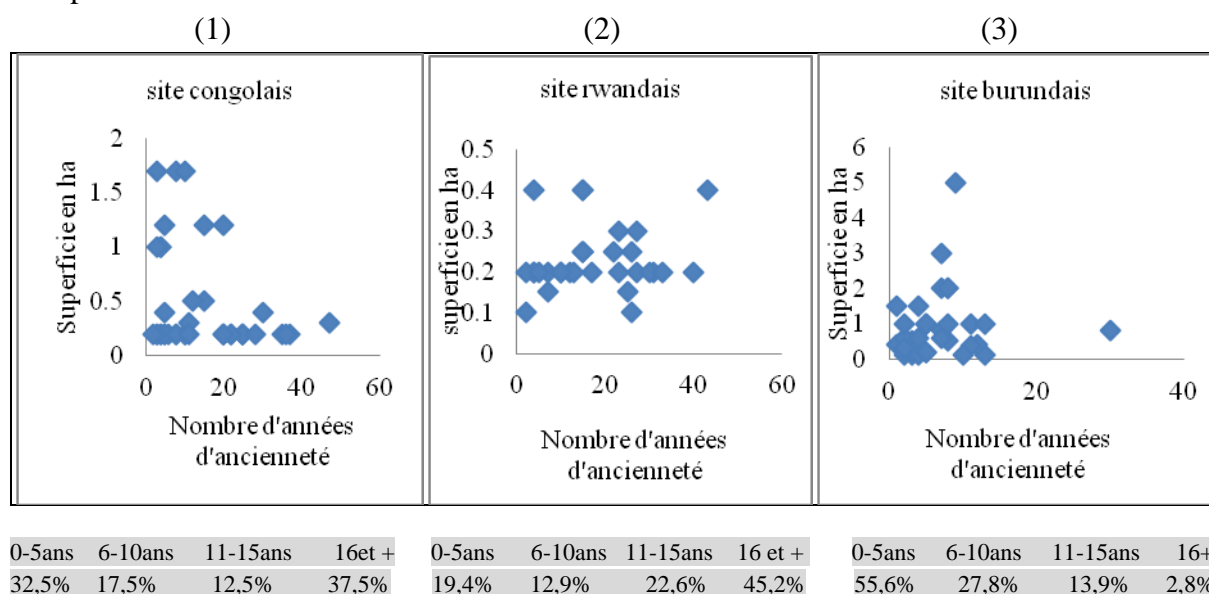 (1) (2) (3)
site congolais
Superficie en ha
2
1.5
1
0.5
0
0 20 40 60
Nombre d'années
d'ancienneté
site rwandais
superficie en ha
0.5
0.4
0.3
0.2
0.1
0
0 20 40 60
Nombre d'années
d'ancienneté
site burundais
Superficie en ha
6
5
4
3
2
1
0
0 20 40
Nombre d'années
d'ancienneté
0-5ans 6-10ans 11-15ans 16et +
32,5% 17,5% 12,5% 37,5%
0-5ans 6-10ans 11-15ans 16 et +
19,4% 12,9% 22,6% 45,2%
0-5ans 6-10ans 11-15ans 16+
55,6% 27,8% 13,9% 2,8%